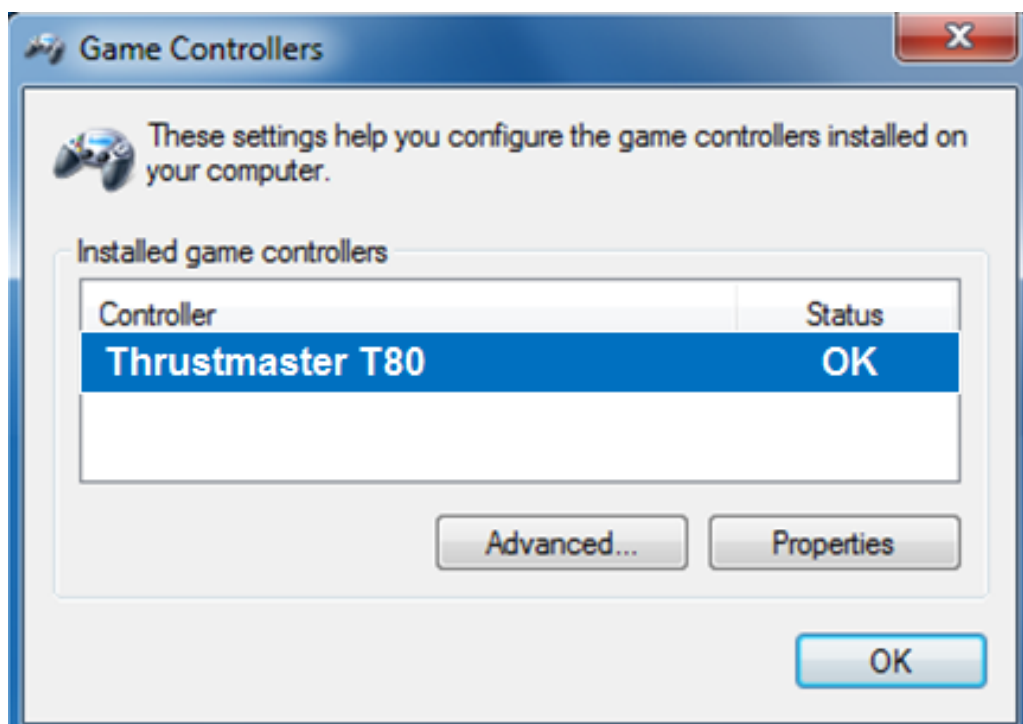 Game Controllers
These settings help you configure the game controllers installed on
your computer.
Installed game controllers
Controller Status
Thrustmaster T80 OK
Advanced... Properties
OK